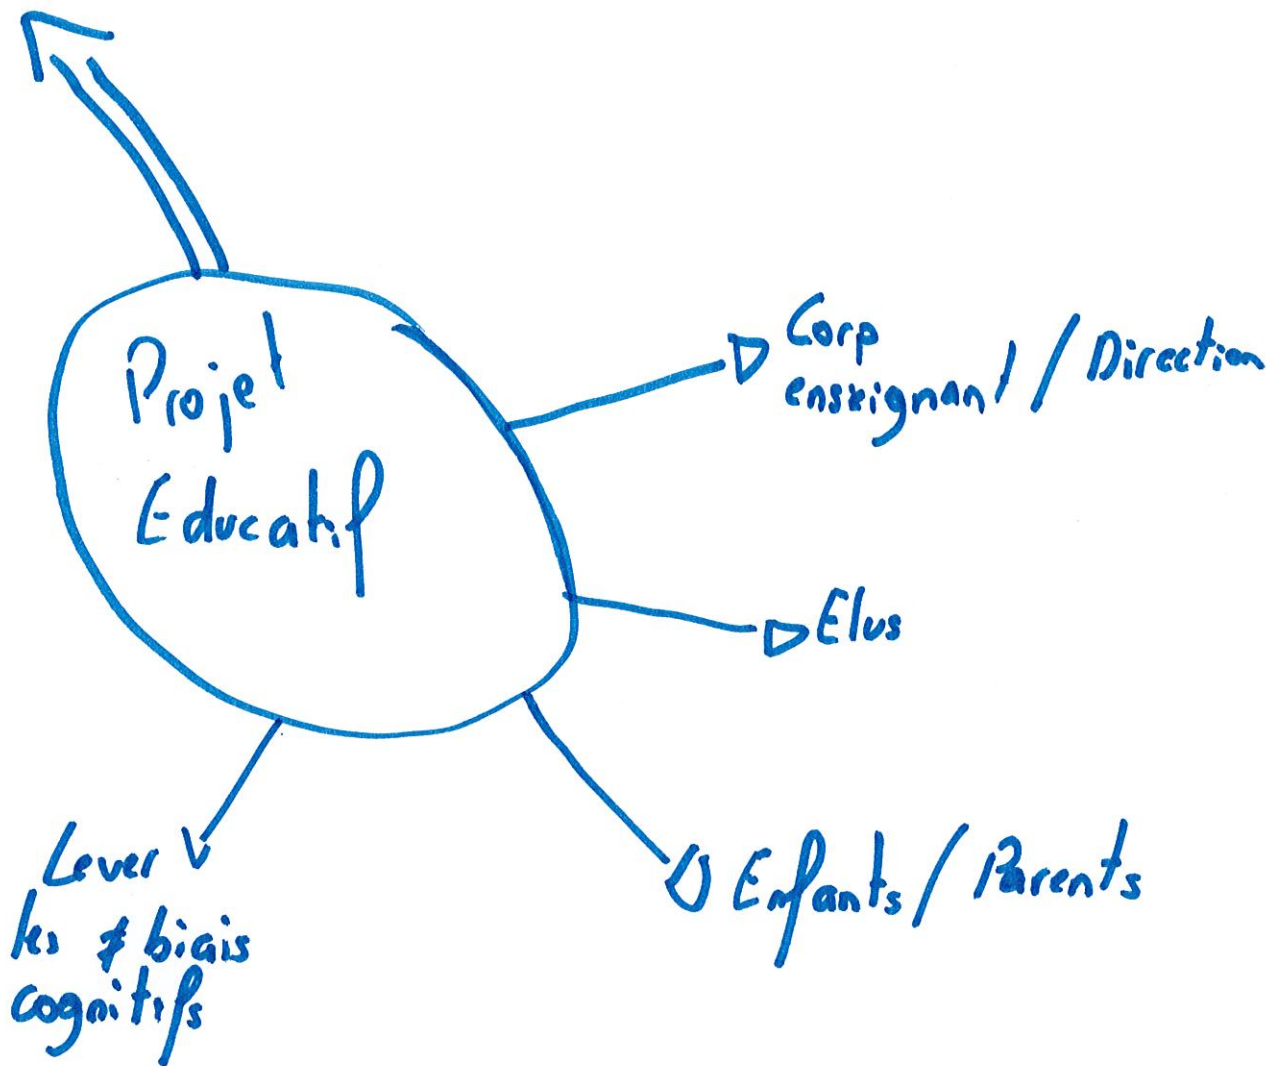 Projet
Educatif
Corp
enseignant / Direction
Elus
Enfants / Parents
Lever
les ≠ biais
cognitifs